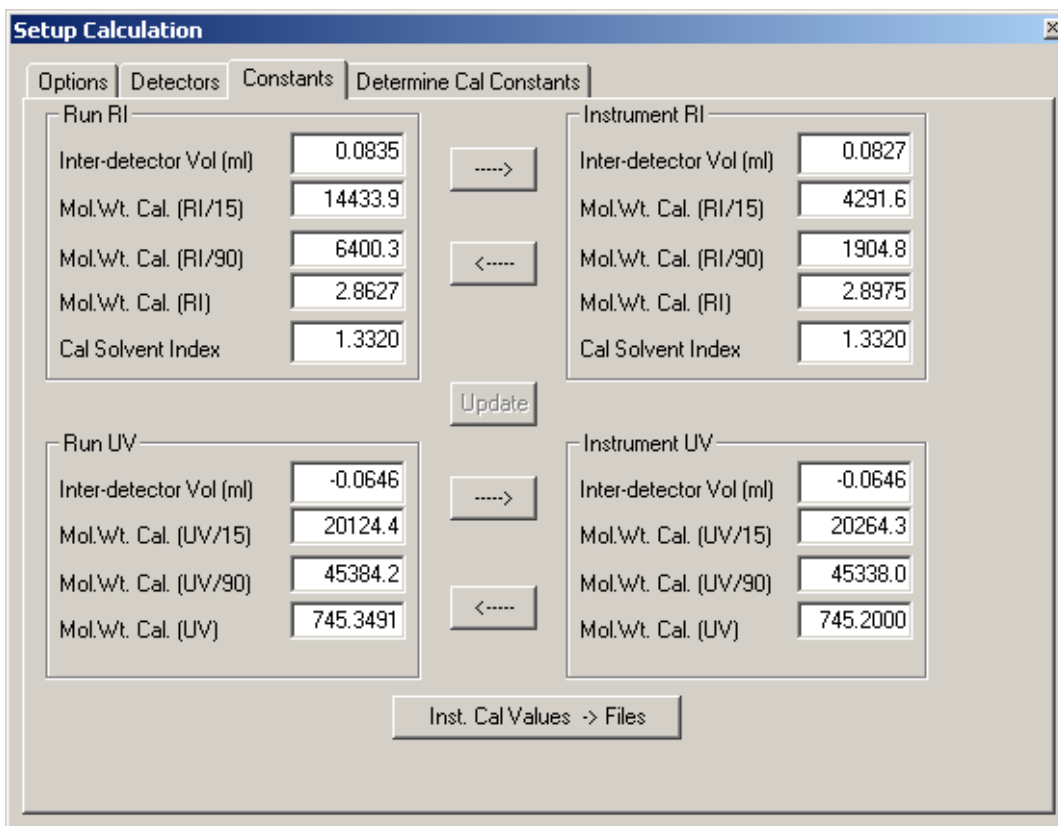 Setup Calculation
Options Detectors Constants Determine Cal Constants
Run RI
Inter-detector Vol (ml) 0.0835
Mol.Wt. Cal. (RI/15) 14433.9
Mol.Wt. Cal. (RI/90) 6400.3
Mol.Wt. Cal. (RI) 2.8627
Cal Solvent Index 1.3320
----->
<-----
Instrument RI
Inter-detector Vol (ml) 0.0827
Mol.Wt. Cal. (RI/15) 4291.6
Mol.Wt. Cal. (RI/90) 1904.8
Mol.Wt. Cal. (RI) 2.8975
Cal Solvent Index 1.3320
Update
Run UV
Inter-detector Vol (ml) -0.0646
Mol.Wt. Cal. (UV/15) 20124.4
Mol.Wt. Cal. (UV/90) 45384.2
Mol.Wt. Cal. (UV) 745.3491
----->
<-----
Instrument UV
Inter-detector Vol (ml) -0.0646
Mol.Wt. Cal. (UV/15) 20264.3
Mol.Wt. Cal. (UV/90) 45338.0
Mol.Wt. Cal. (UV) 745.2000
Inst. Cal Values -> Files